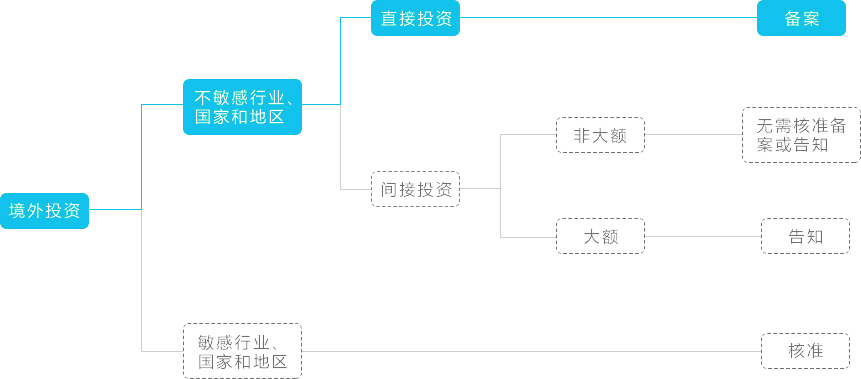 直接投资
备案
不敏感行业、
国家和地区
非大额
无需核准备
案或告知
间接投资
境外投资
大额
告知
敏感行业、
国家和地区
核准